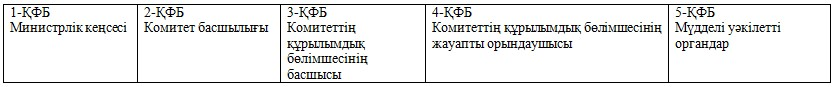 1-ҚФБ
Министрлік кеңсесі
2-ҚФБ
Комитет басшылығы
3-ҚФБ
Комитеттің
құрылымдық
бөлімшесінің
басшысы
4-ҚФБ
Комитеттің құрылымдық бөлімшесінің
жауапты орындаушысы
5-ҚФБ
Мүдделі уәкілетті
органдар